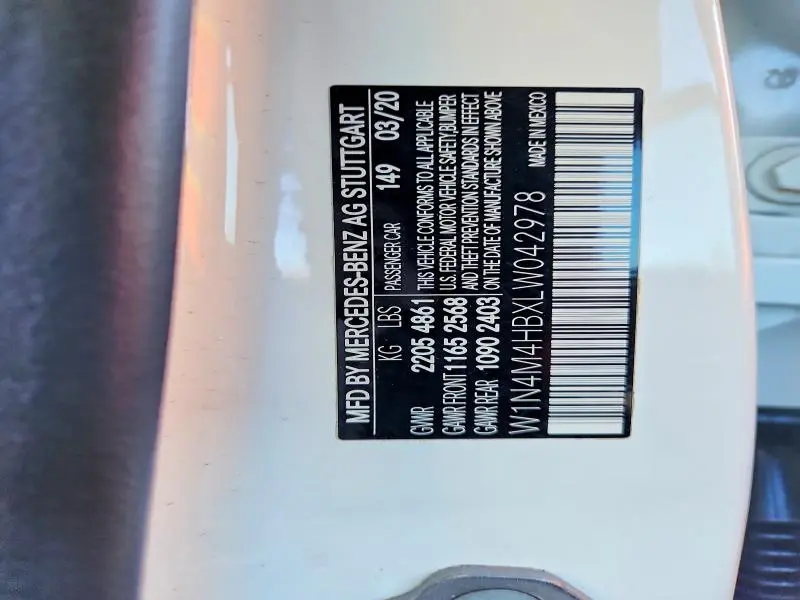 MFD BY MERCEDES-BENZ AG STUTTGART
KG LBS PASSENGER CAR 149 03/20
GVWR 2205 4861 THIS VEHICLE CONFORMS TO ALL APPLICABLE
GAWR FRONT 1165 2568 U.S. FEDERAL MOTOR VEHICLE SAFETY,BUMPER
AND THEFT PREVENTION STANDARDS IN EFFECT
GAWR REAR 1090 2403 ON THE DATE OF MANUFACTURE SHOWN ABOVE
W1N4M4HBXLW042978 MADE IN MEXICO